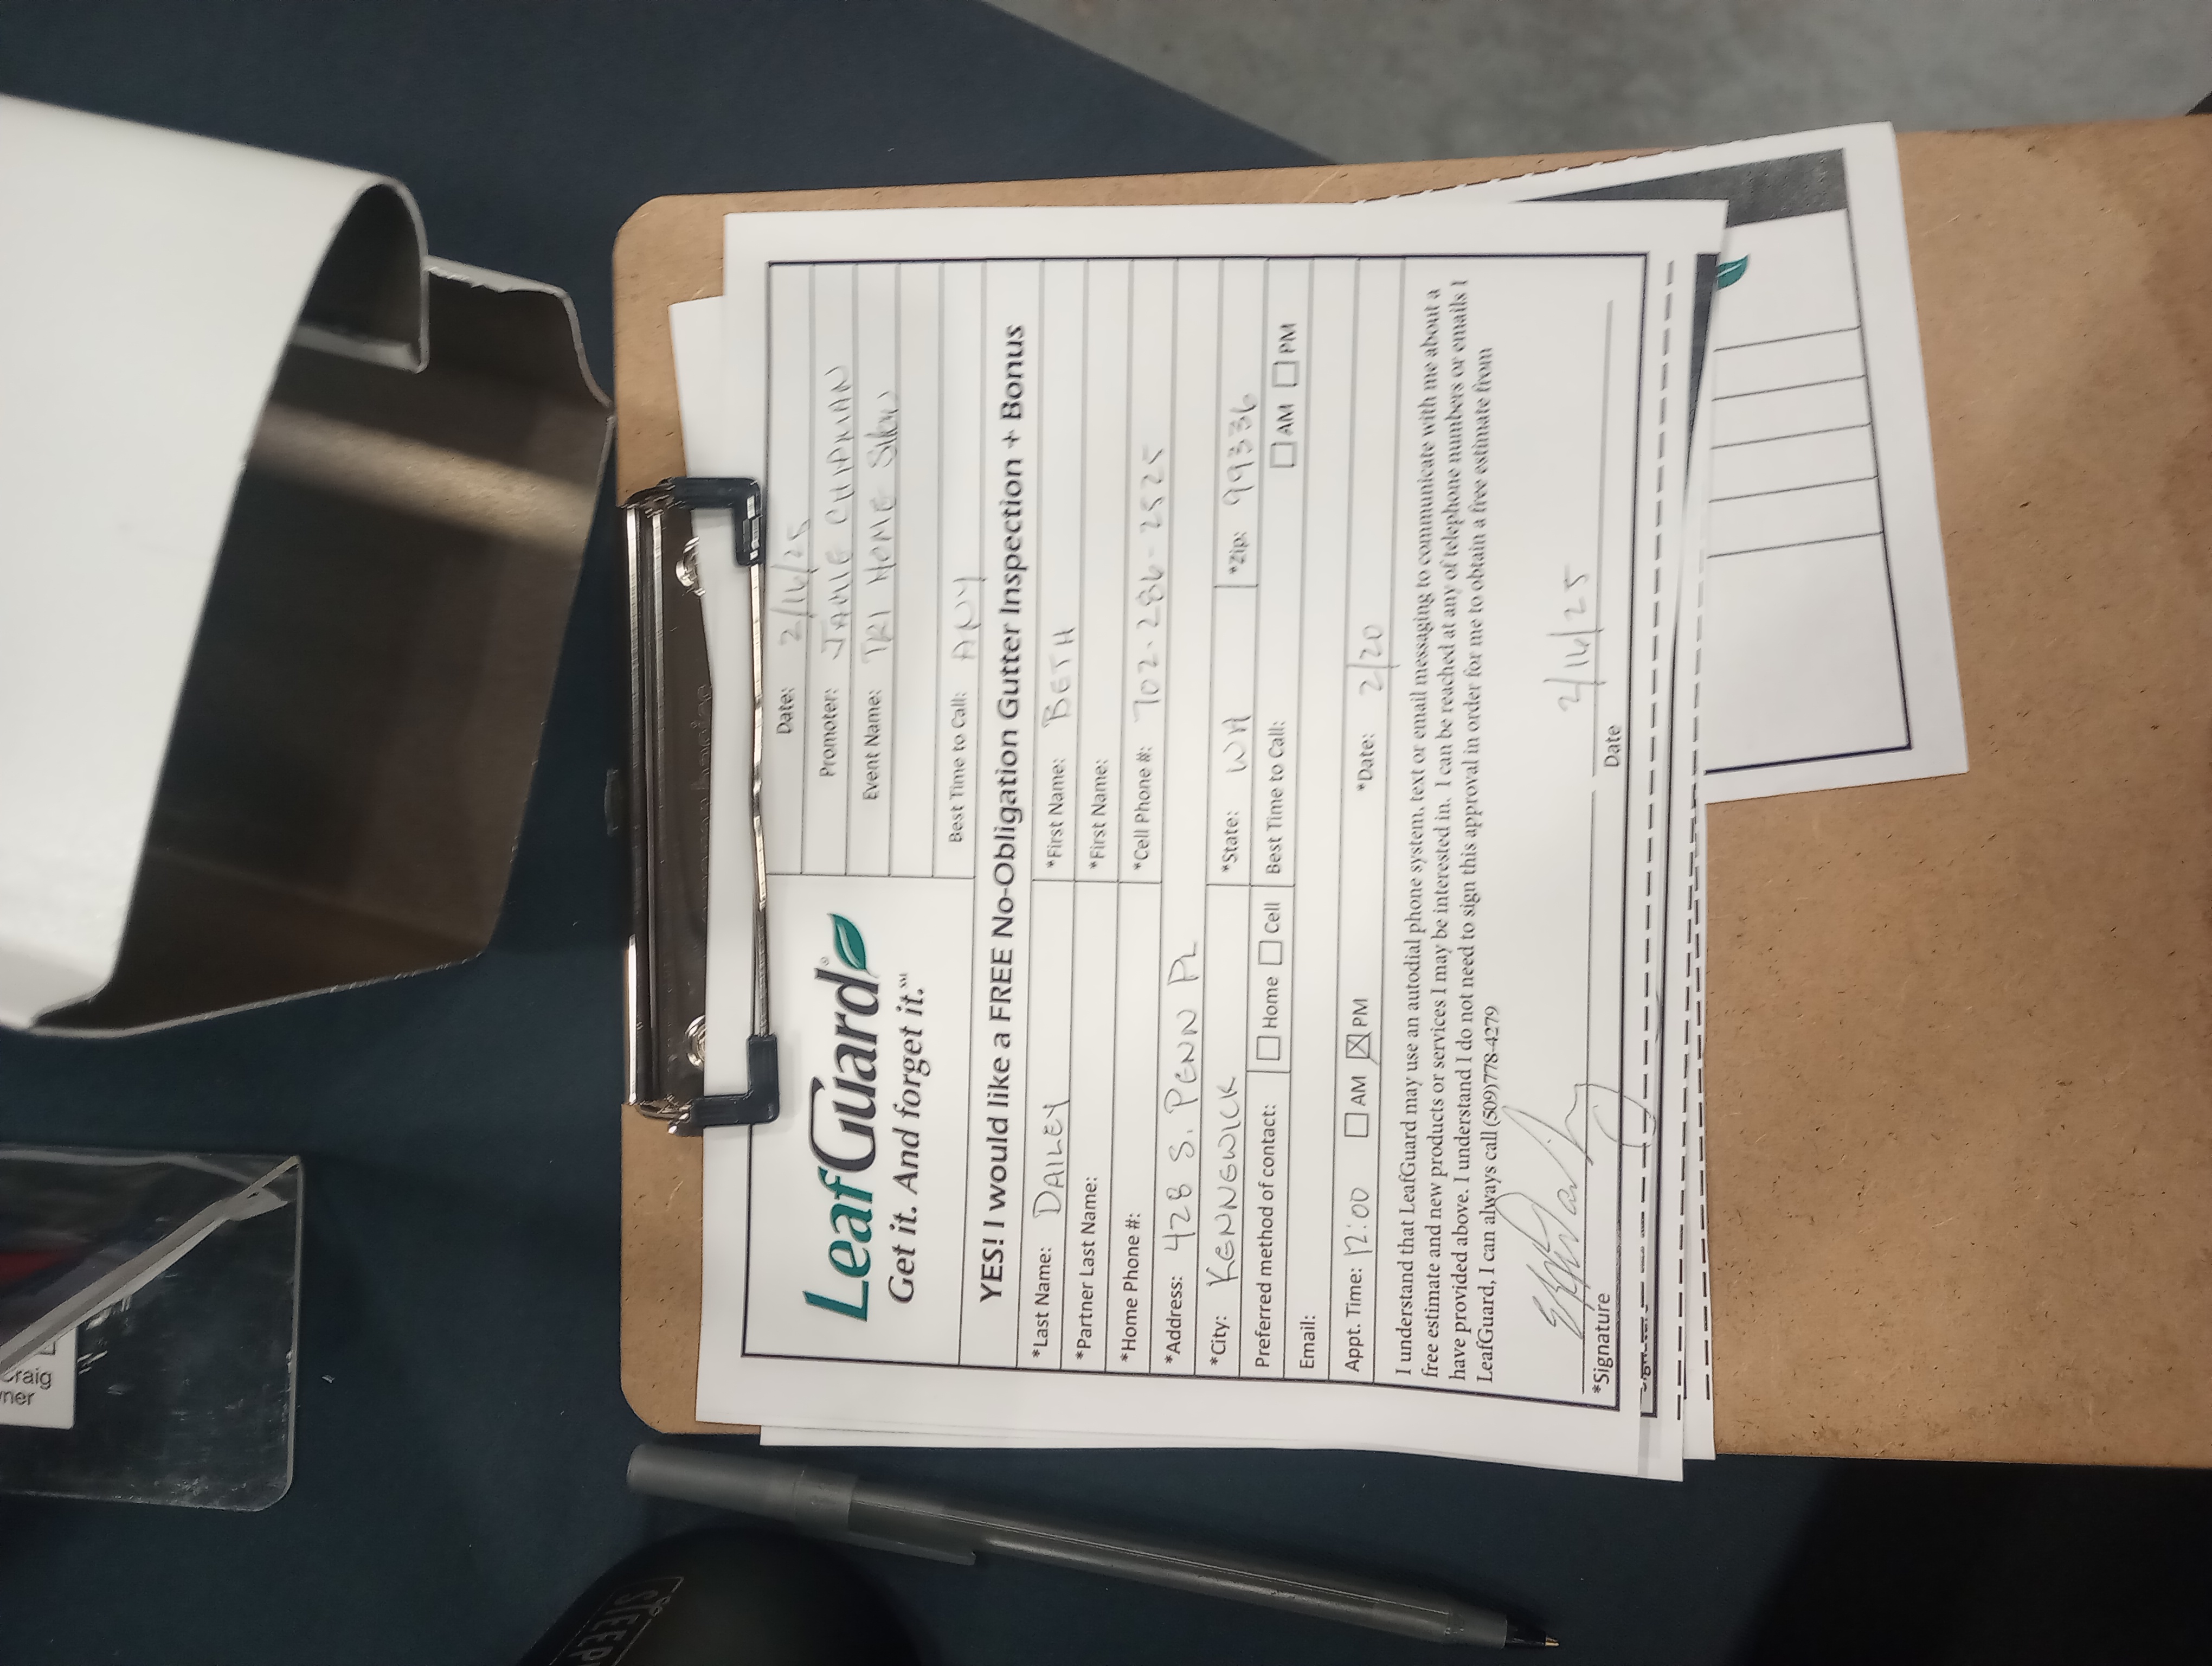 raig
ner
LeafGuard®
Get it. And forget it.℠
Date: 2/16/25
Promoter: JAMIE CHIPMAN
Event Name: TRI HOME SHOW
Best Time to Call: ANY
YES! I would like a FREE No-Obligation Gutter Inspection + Bonus
*Last Name: DAILEY *First Name: BETH
*Partner Last Name: *First Name:
*Home Phone #: *Cell Phone #: 702-286-2525
*Address: 428 S. PENN PL
*City: KENNEWICK *State: WA *Zip: 99336
Preferred method of contact: Home Cell Best Time to Call: AM PM
Email:
Appt. Time: 12:00 AM PM *Date: 2/20
I understand that LeafGuard may use an autodial phone system, text or email messaging to communicate with me about a
free estimate and new products or services I may be interested in. I can be reached at any of telephone numbers or emails I
have provided above. I understand I do not need to sign this approval in order for me to obtain a free estimate from
LeafGuard, I can always call (509)778-4279
2/16/25
*Signature Date